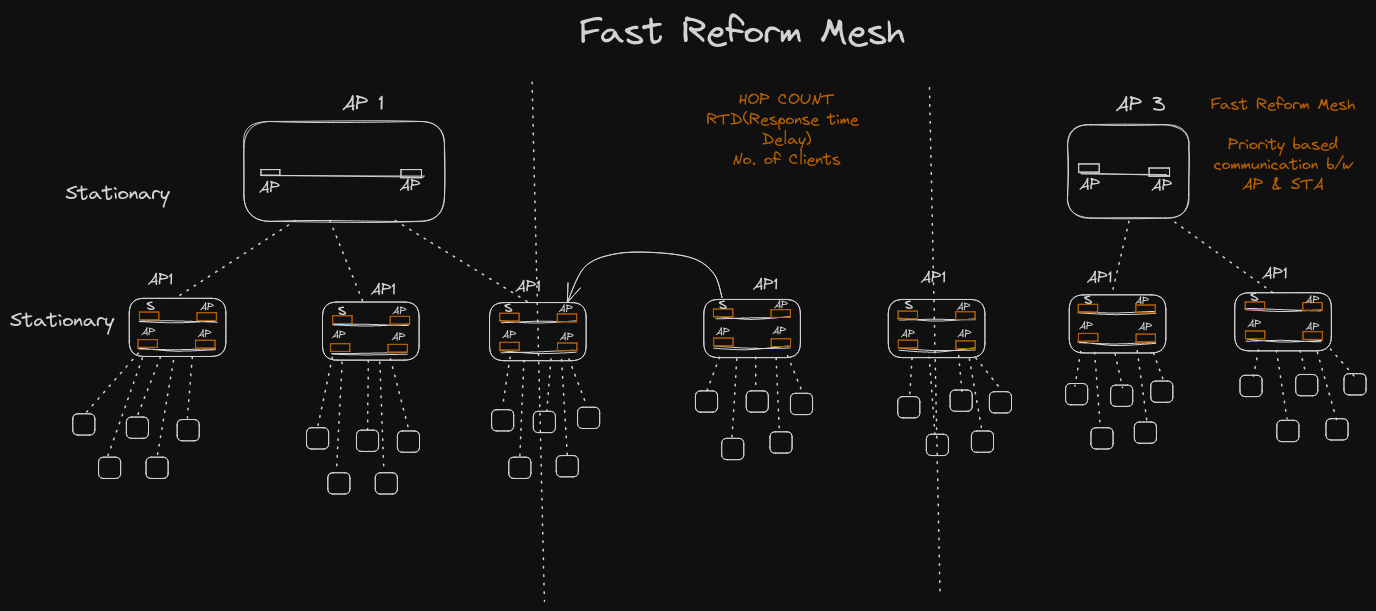 Fast Reform Mesh
AP 1
AP
AP
Stationary
HOP COUNT
RTD(Response time
Delay)
No. of Clients
AP 3
AP
AP
Fast Reform Mesh
Priority based
communication b/w
AP & STA
Stationary
AP1
S
AP
AP
AP
AP1
S
AP
AP
AP
AP1
S
AP
AP
AP
AP1
S
AP
AP
AP
AP1
S
AP
AP
AP
AP1
S
AP
AP
AP
AP1
S
AP
AP
AP